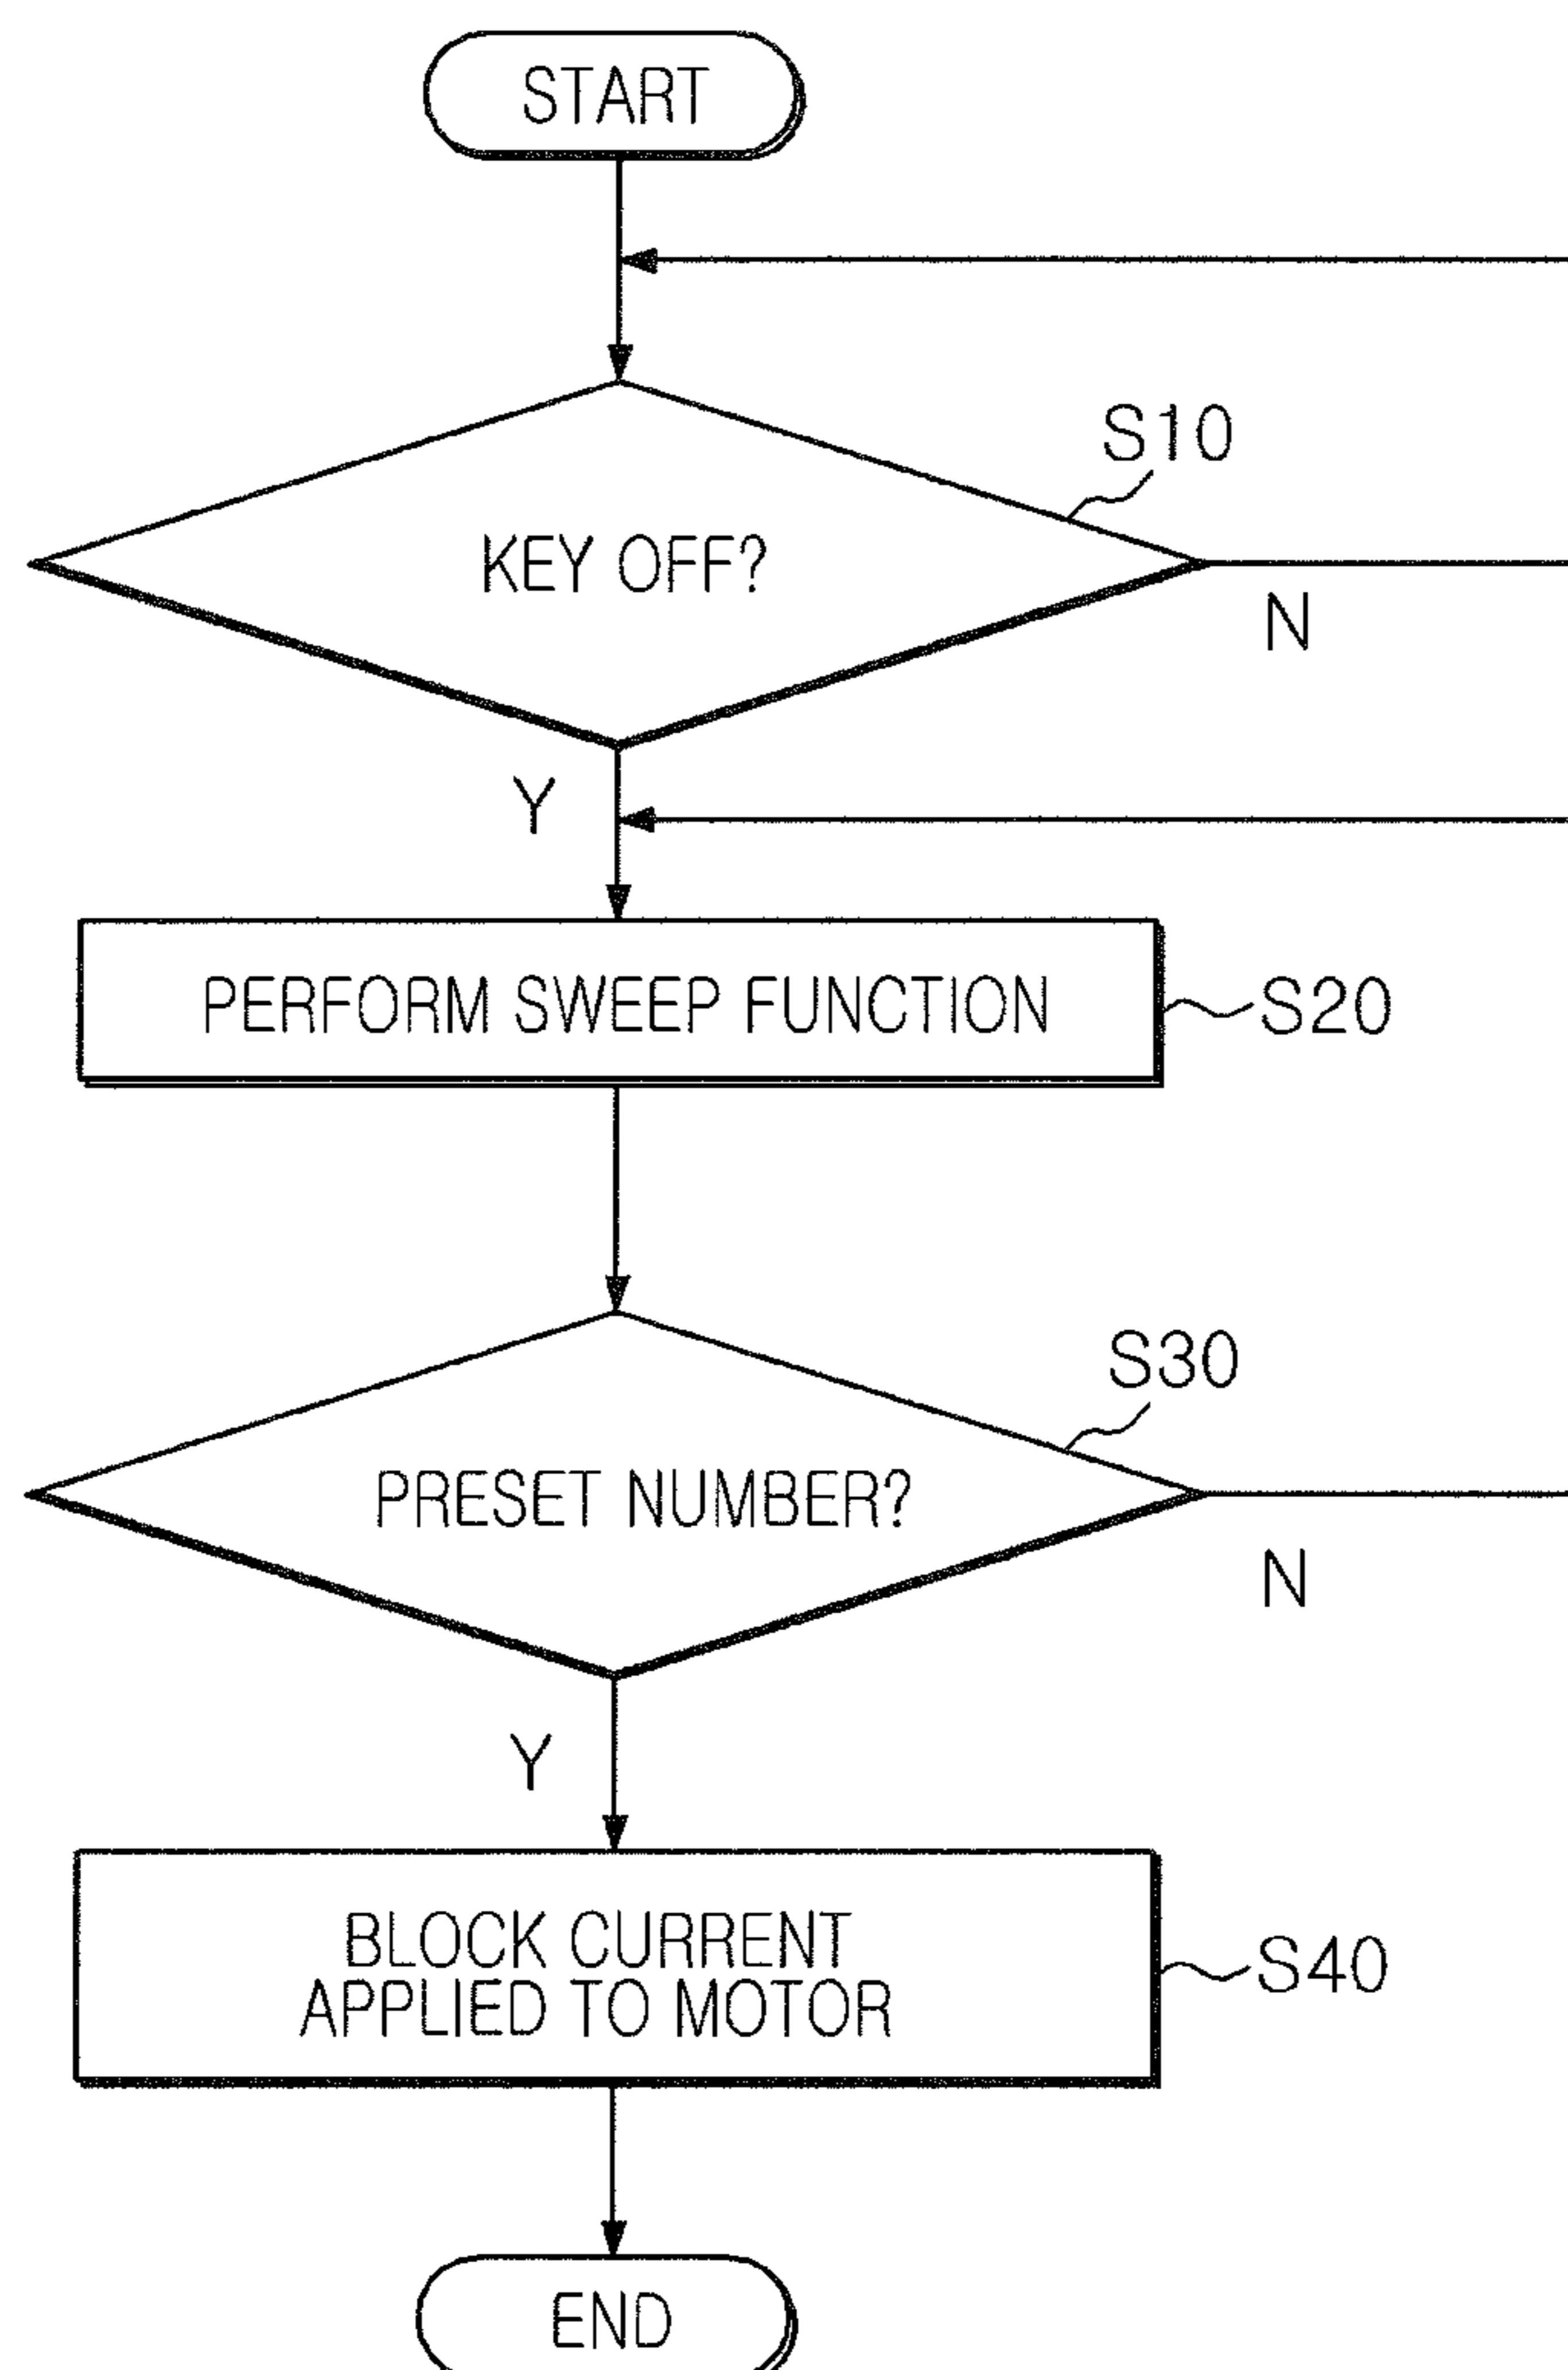 START
S10
KEY OFF?
N
Y
PERFORM SWEEP FUNCTION
S20
S30
PRESET NUMBER?
N
Y
BLOCK CURRENT
APPLIED TO MOTOR
S40
END